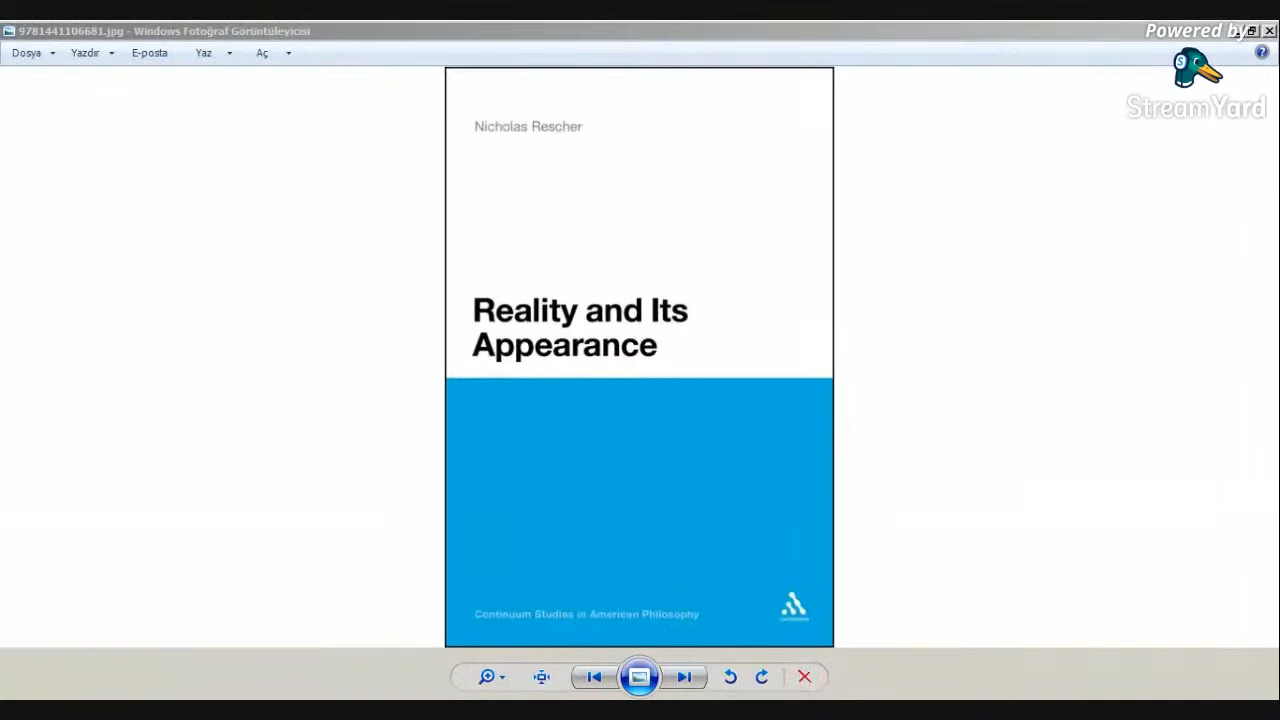 9781441106681.jpg - Windows Fotoğraf Görüntüleyicisi
Powered by
Dosya Yazdır E-posta Yaz Aç
StreamYard
Nicholas Rescher
Reality and Its
Appearance
Continuum Studies in American Philosophy